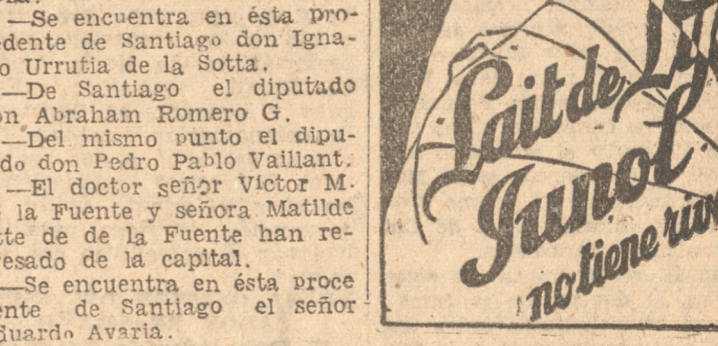 —Se encuentra en ésta pro-
edente de Santiago don Igna-
o Urrutia de la Sotta.
—De Santiago el diputado
on Abraham Romero G.
—Del mismo punto el dipu-
do don Pedro Pablo Vaillant.
—El doctor señor Víctor M.
la Fuente y señora Matilde
tte de de la Fuente han re-
esado de la capital.
—Se encuentra en ésta proce
ente de Santiago el señor
duardo Avaria.
Lait de
Junol
no tiene riv